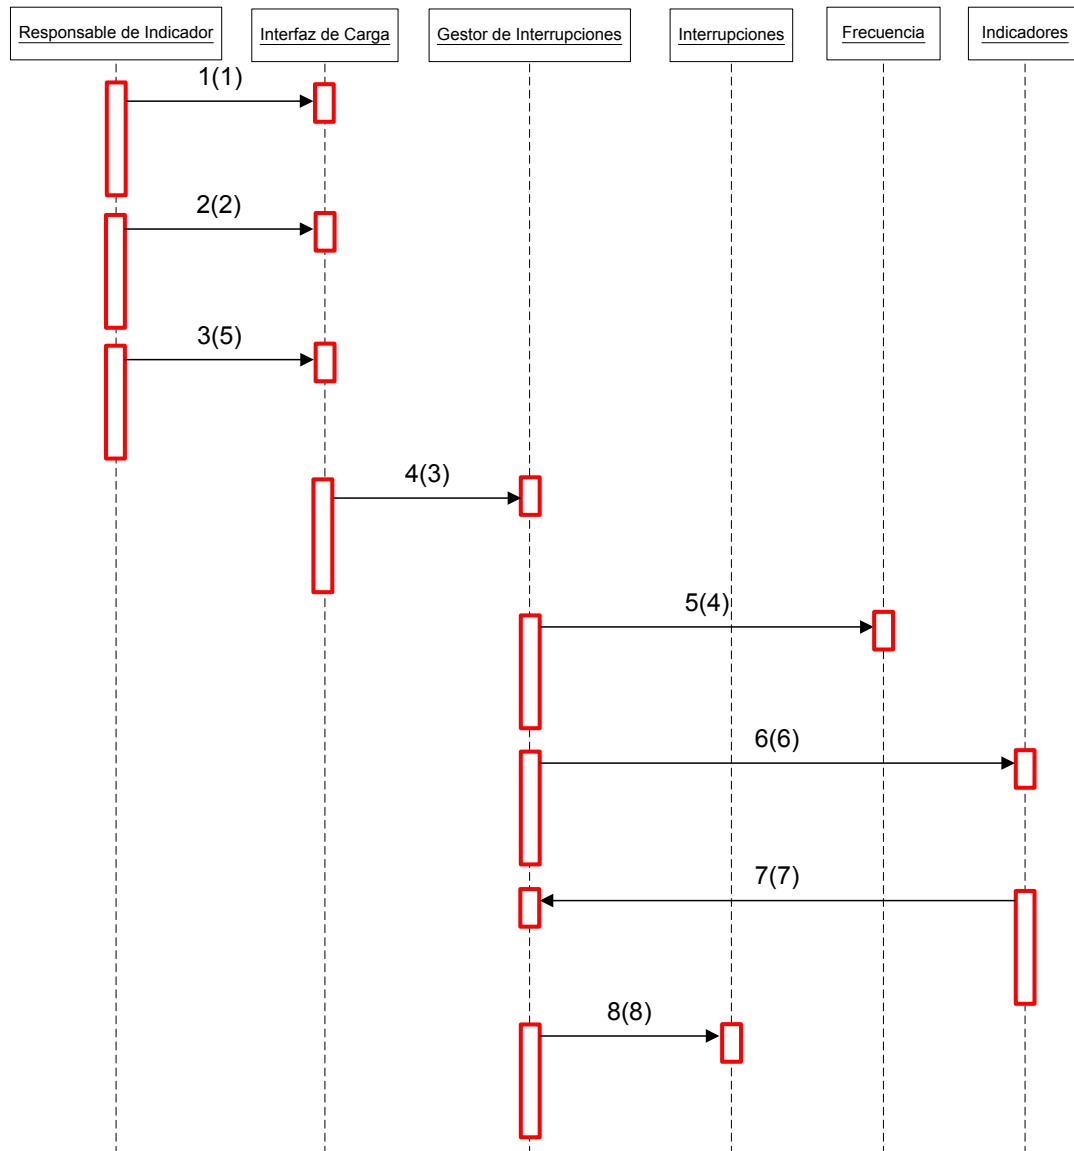 Responsable de Indicador
Interfaz de Carga
Gestor de Interrupciones
Interrupciones
Frecuencia
Indicadores
1(1)
2(2)
3(5)
4(3)
5(4)
6(6)
7(7)
8(8)